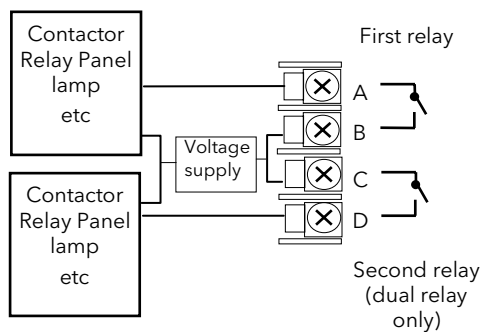 Contactor
Relay Panel
lamp
etc
First relay
A
B
Voltage
supply
C
D
Contactor
Relay Panel
lamp
etc
Second relay
(dual relay
only)